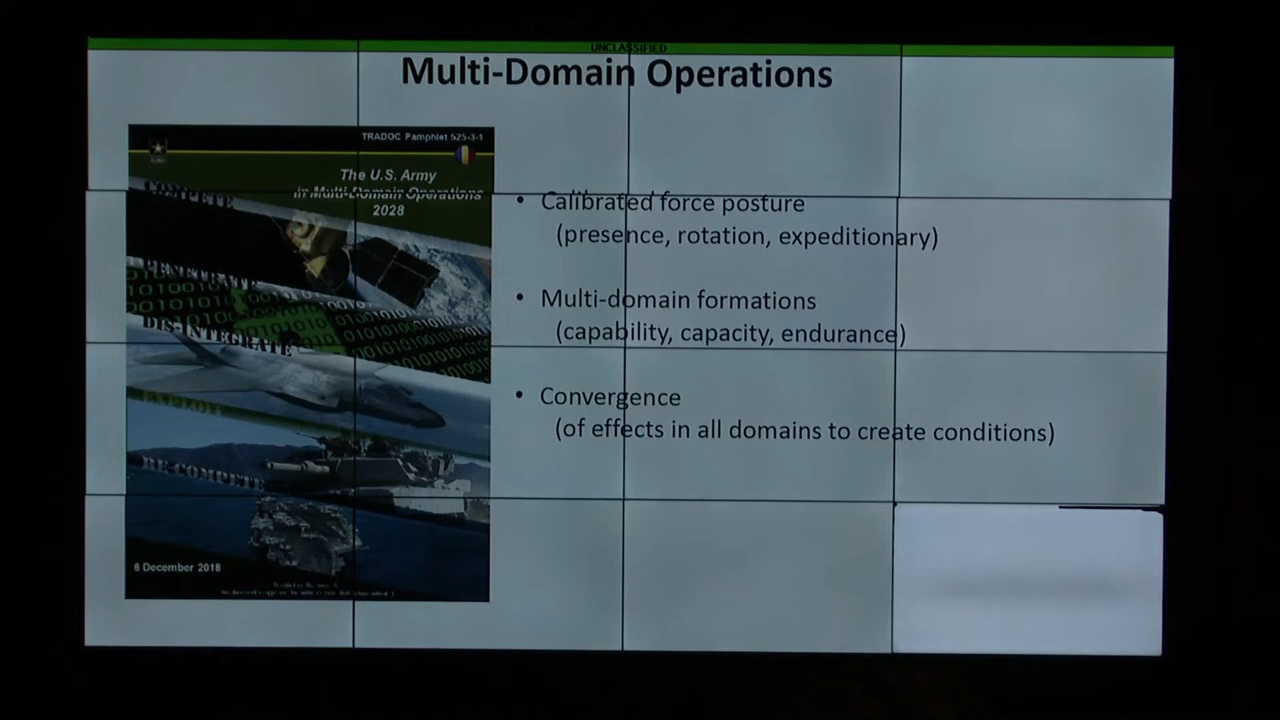 UNCLASSIFIED
Multi-Domain Operations
TRADOC Pamphlet 525-3-1
The U.S. Army
in Multi-Domain Operations
2028
COMPETE
PENETRATE
DIS-INTEGRATE
EXPLOIT
RE-COMPETE
6 December 2018
• Calibrated force posture
(presence, rotation, expeditionary)
• Multi-domain formations
(capability, capacity, endurance)
• Convergence
(of effects in all domains to create conditions)